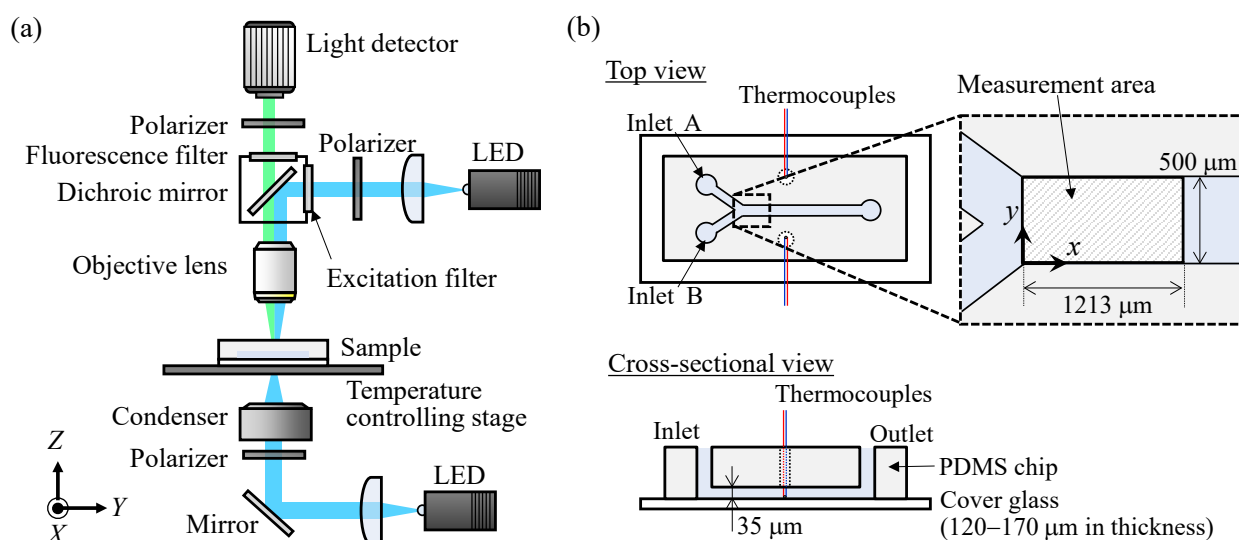 (a)
Light detector
Polarizer
Fluorescence filter
Dichroic mirror
Polarizer
LED
Objective lens
Excitation filter
Sample
Temperature
controlling stage
Condenser
Polarizer
LED
Mirror
Z
Y
X
(b)
Top view
Thermocouples
Measurement area
Inlet A
Inlet B
500 μm
y
x
1213 μm
Cross-sectional view
Thermocouples
Inlet
Outlet
PDMS chip
Cover glass
(120−170 μm in thickness)
35 μm